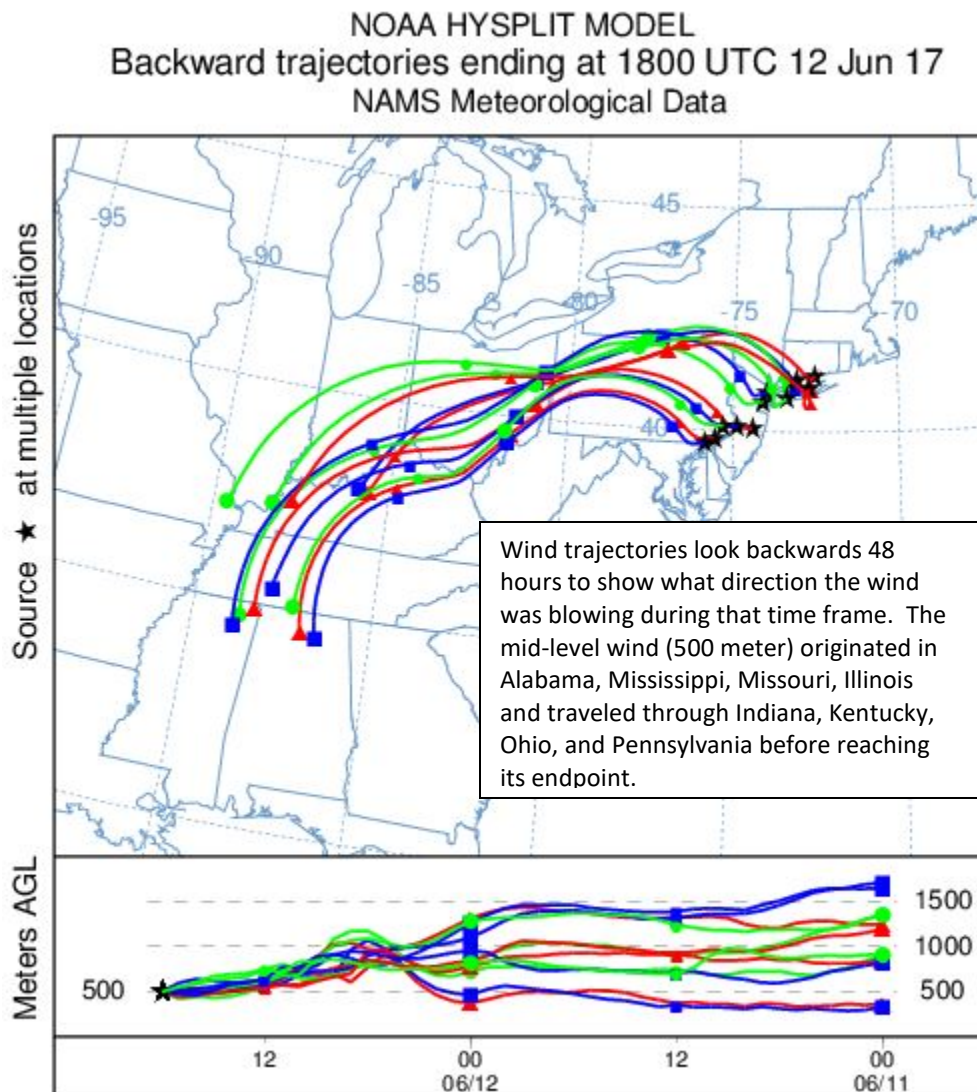 NOAA HYSPLIT MODEL
Backward trajectories ending at 1800 UTC 12 Jun 17
NAMS Meteorological Data
Source ★ at multiple locations
45
-95
-90
-85
-80
-75
-70
40
Wind trajectories look backwards 48
hours to show what direction the wind
was blowing during that time frame. The
mid-level wind (500 meter) originated in
Alabama, Mississippi, Missouri, Illinois
and traveled through Indiana, Kentucky,
Ohio, and Pennsylvania before reaching
its endpoint.
Meters AGL
1500
1000
500 500
12 00 12 00
06/12 06/11